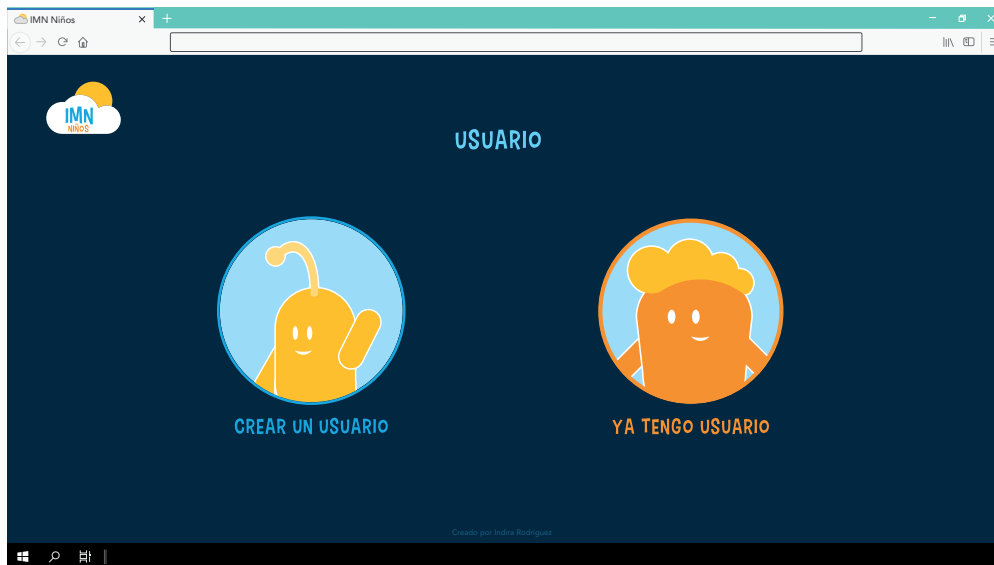 IMN Niños
IMN
NIÑOS
USUARIO
CREAR UN USUARIO
YA TENGO USUARIO
Creado por Indira Rodríguez